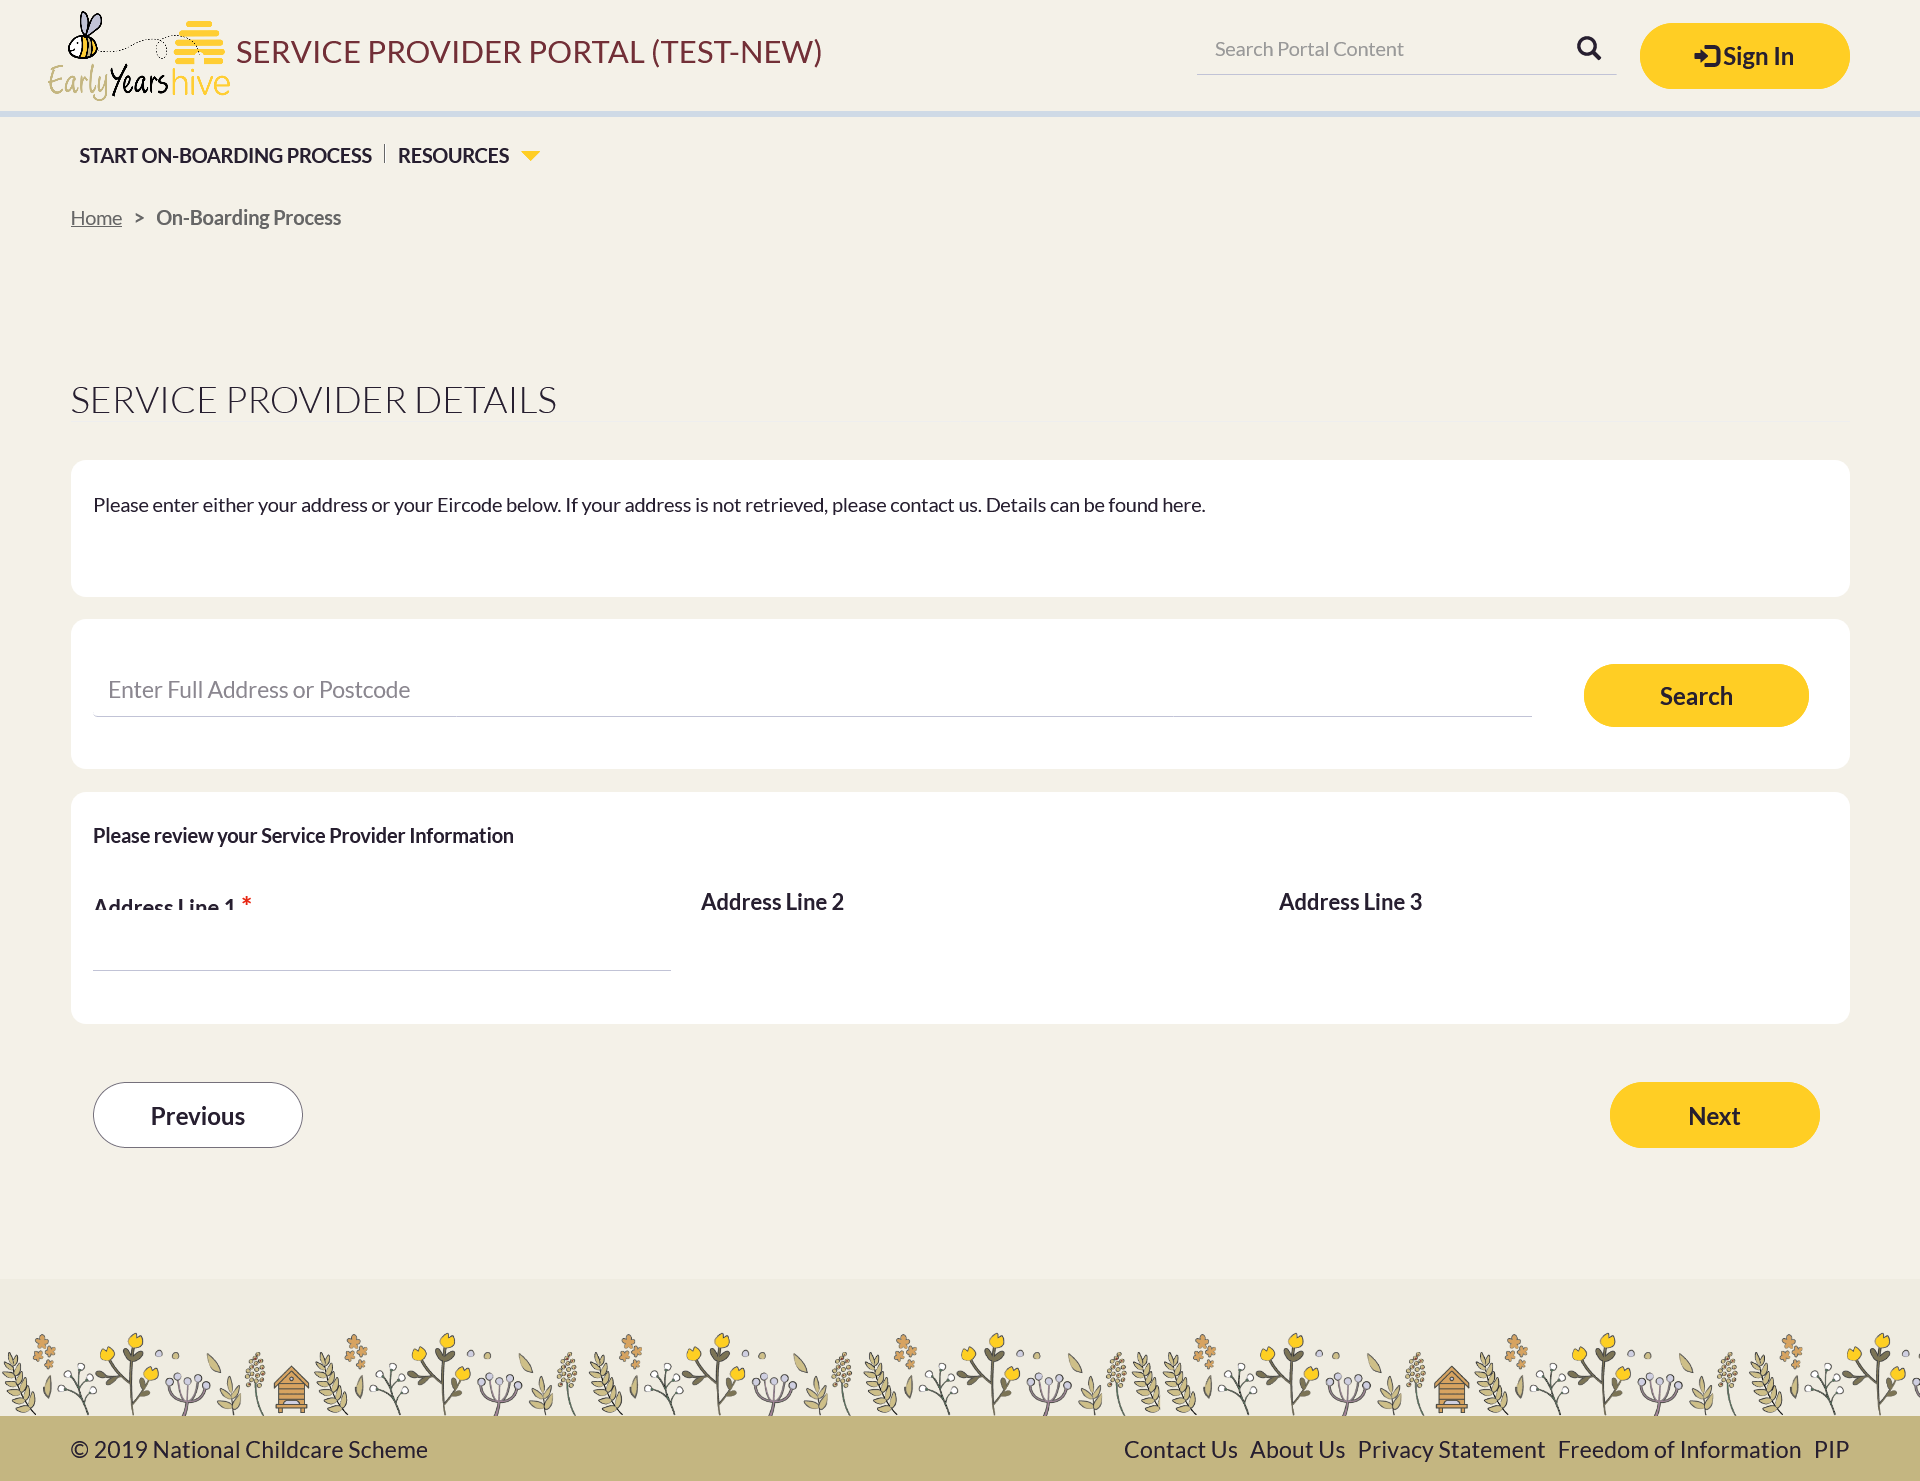 Early Years hive
SERVICE PROVIDER PORTAL (TEST-NEW)
Search Portal Content
Sign In
START ON-BOARDING PROCESS
RESOURCES
Home > On-Boarding Process
SERVICE PROVIDER DETAILS
Please enter either your address or your Eircode below. If your address is not retrieved, please contact us. Details can be found here.
Enter Full Address or Postcode
Search
Please review your Service Provider Information
Address Line 1 *
Address Line 2
Address Line 3
Previous
Next
© 2019 National Childcare Scheme
Contact Us About Us Privacy Statement Freedom of Information PIP